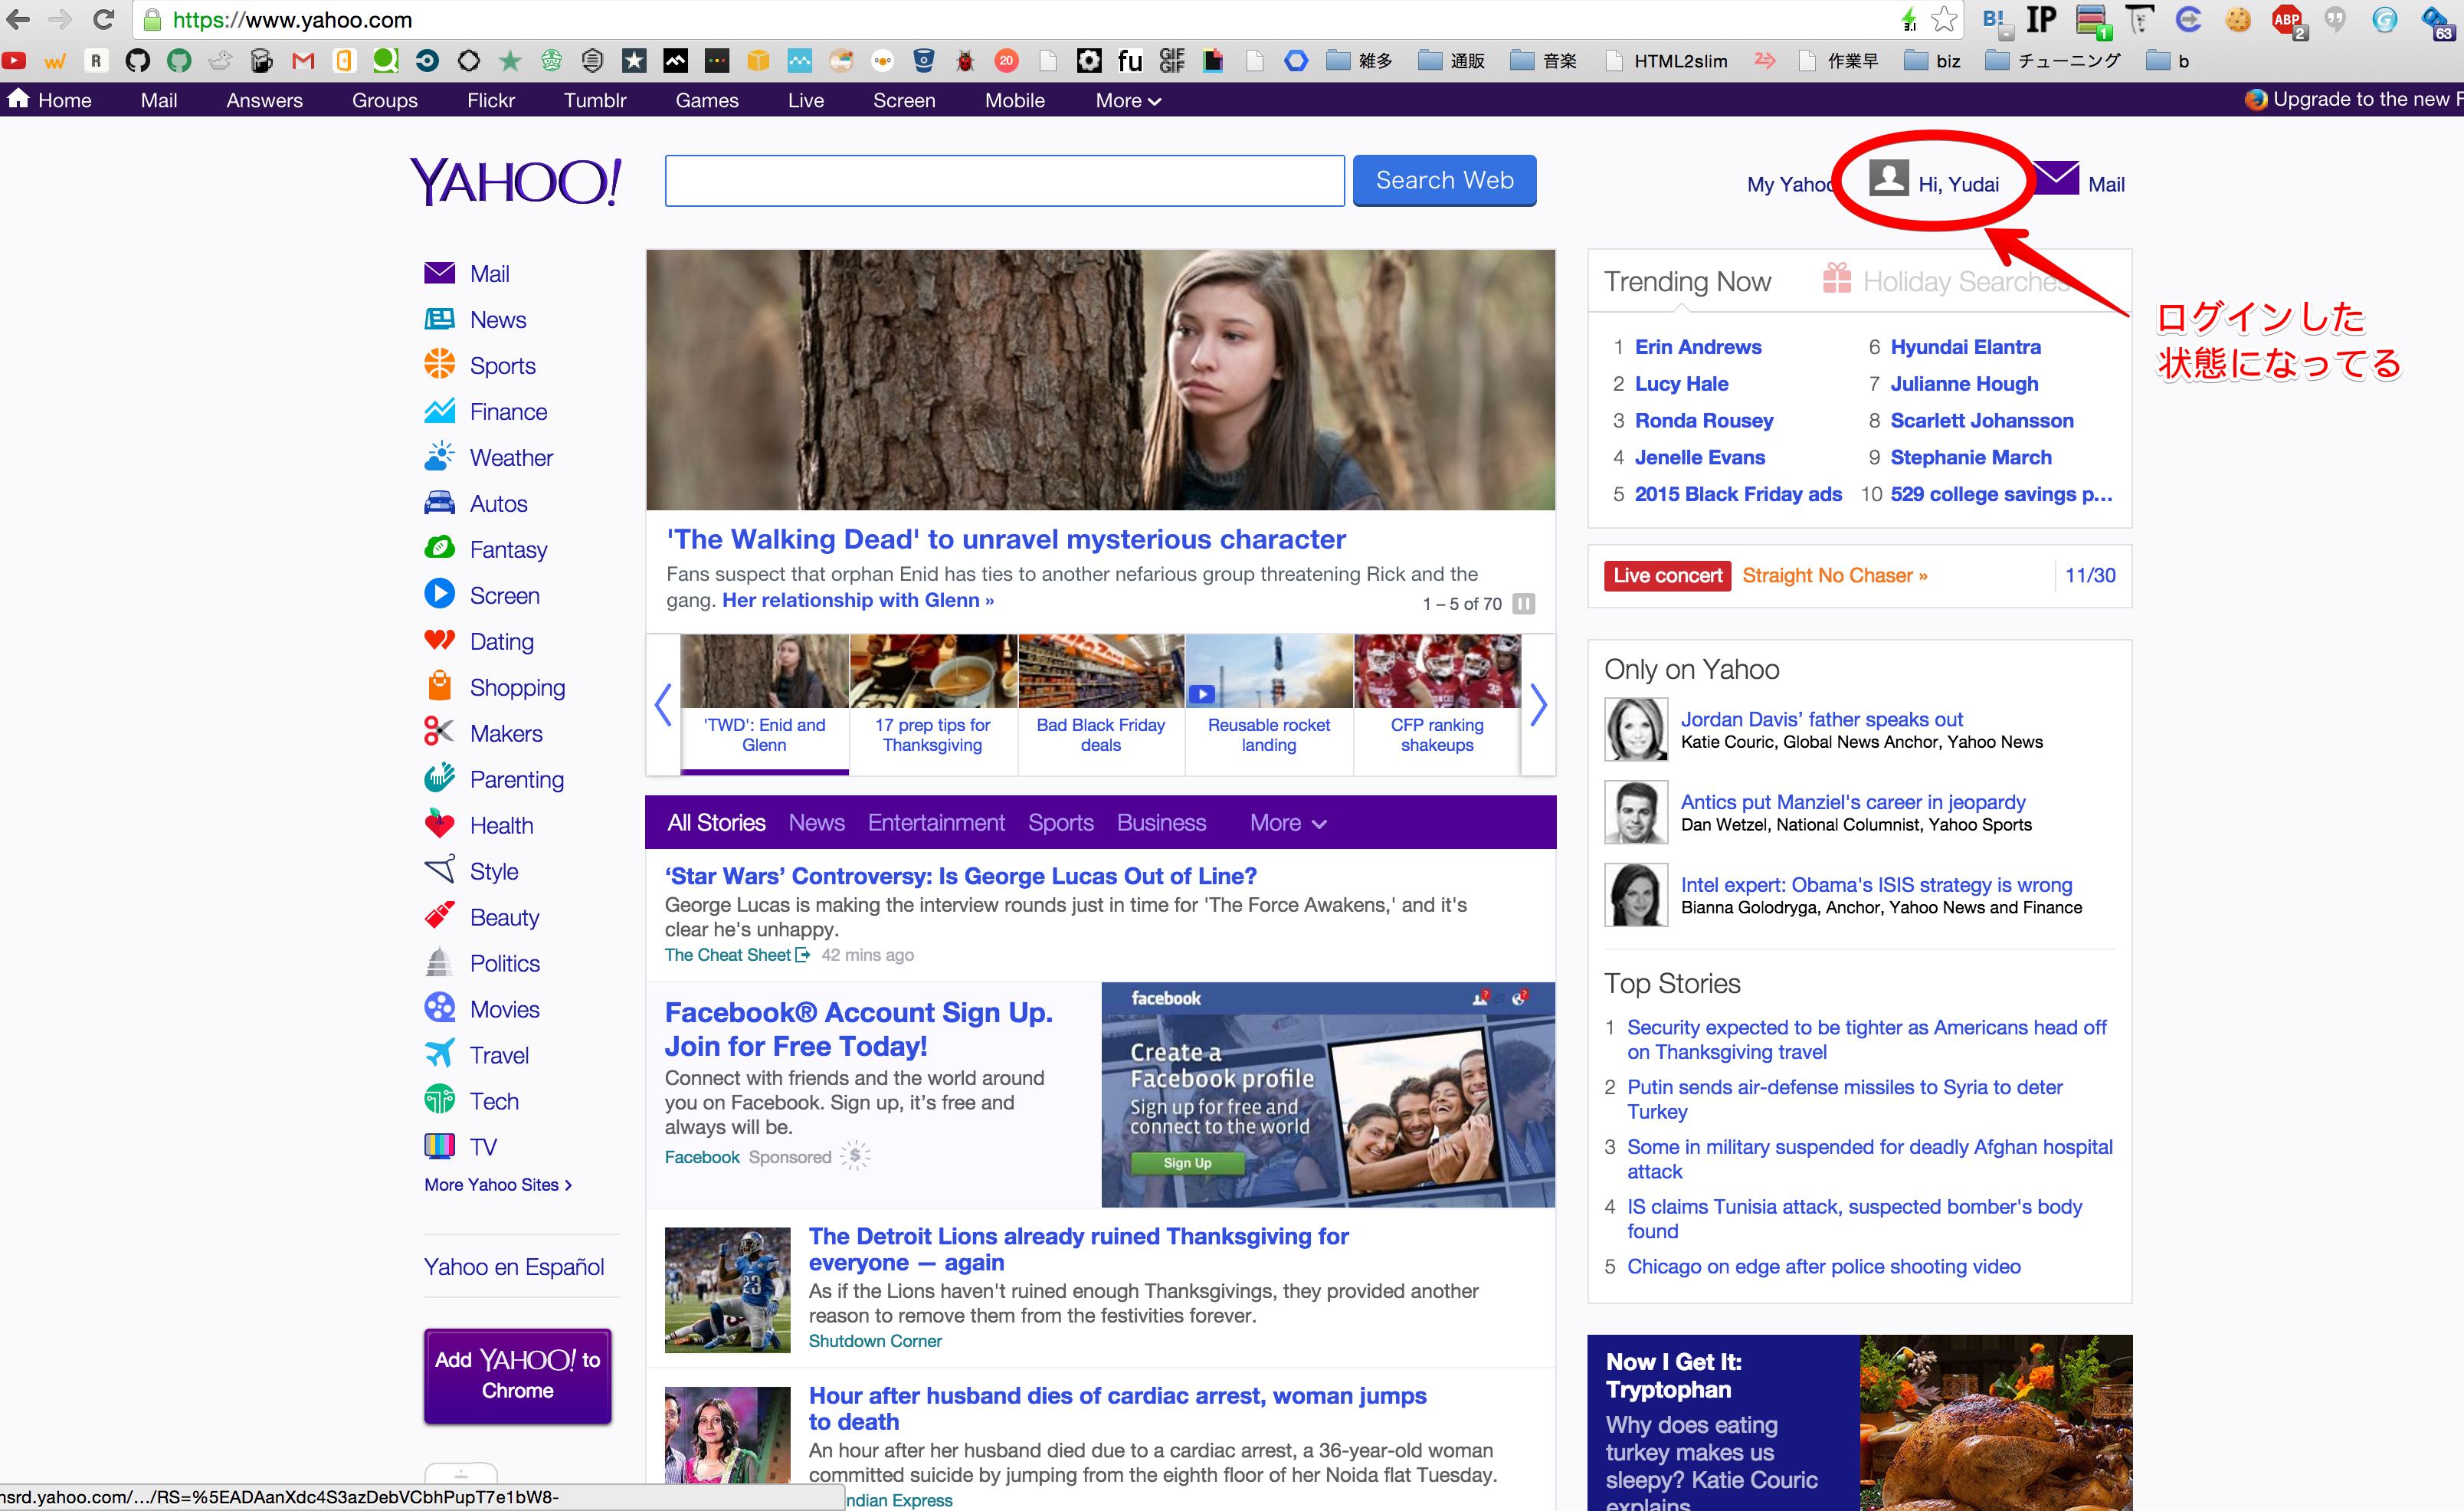 https://www.yahoo.com
3.1
B!
IP
1
ABP
2
63
R
20
fu
GIF
GIF
雑多
通販
音楽
HTML2slim
作業早
biz
チューニング
b
Home
Mail
Answers
Groups
Flickr
Tumblr
Games
Live
Screen
Mobile
More
Upgrade to the new F
YAHOO!
Search Web
My Yahoo
Hi, Yudai
Mail
ログインした
状態になってる
Mail
News
Sports
Finance
Weather
Autos
Fantasy
Screen
Dating
Shopping
Makers
Parenting
Health
Style
Beauty
Politics
Movies
Travel
Tech
TV
More Yahoo Sites >
Yahoo en Español
Add YAHOO! to
Chrome
'The Walking Dead' to unravel mysterious character
Fans suspect that orphan Enid has ties to another nefarious group threatening Rick and the
gang. Her relationship with Glenn »
1 – 5 of 70
'TWD': Enid and
Glenn
17 prep tips for
Thanksgiving
Bad Black Friday
deals
Reusable rocket
landing
CFP ranking
shakeups
All Stories
News
Entertainment
Sports
Business
More
‘Star Wars’ Controversy: Is George Lucas Out of Line?
George Lucas is making the interview rounds just in time for 'The Force Awakens,' and it's
clear he's unhappy.
The Cheat Sheet 42 mins ago
Facebook® Account Sign Up.
Join for Free Today!
Connect with friends and the world around
you on Facebook. Sign up, it’s free and
always will be.
Facebook Sponsored
facebook
Create a
Facebook profile
Sign up for free and
connect to the world
Sign Up
The Detroit Lions already ruined Thanksgiving for
everyone — again
As if the Lions haven't ruined enough Thanksgivings, they provided another
reason to remove them from the festivities forever.
Shutdown Corner
Hour after husband dies of cardiac arrest, woman jumps
to death
An hour after her husband died due to a cardiac arrest, a 36-year-old woman
committed suicide by jumping from the eighth floor of her Noida flat Tuesday.
ndian Express
Trending Now
Holiday Searches
1 Erin Andrews
2 Lucy Hale
3 Ronda Rousey
4 Jenelle Evans
5 2015 Black Friday ads
6 Hyundai Elantra
7 Julianne Hough
8 Scarlett Johansson
9 Stephanie March
10 529 college savings p...
Live concert Straight No Chaser » 11/30
Only on Yahoo
Jordan Davis’ father speaks out
Katie Couric, Global News Anchor, Yahoo News
Antics put Manziel's career in jeopardy
Dan Wetzel, National Columnist, Yahoo Sports
Intel expert: Obama's ISIS strategy is wrong
Bianna Golodryga, Anchor, Yahoo News and Finance
Top Stories
1 Security expected to be tighter as Americans head off
on Thanksgiving travel
2 Putin sends air-defense missiles to Syria to deter
Turkey
3 Some in military suspended for deadly Afghan hospital
attack
4 IS claims Tunisia attack, suspected bomber's body
found
5 Chicago on edge after police shooting video
Now I Get It:
Tryptophan
Why does eating
turkey makes us
sleepy? Katie Couric
explains
nsrd.yahoo.com/…/RS=%5EADAanXdc4S3azDebVCbhPupT7e1bW8-